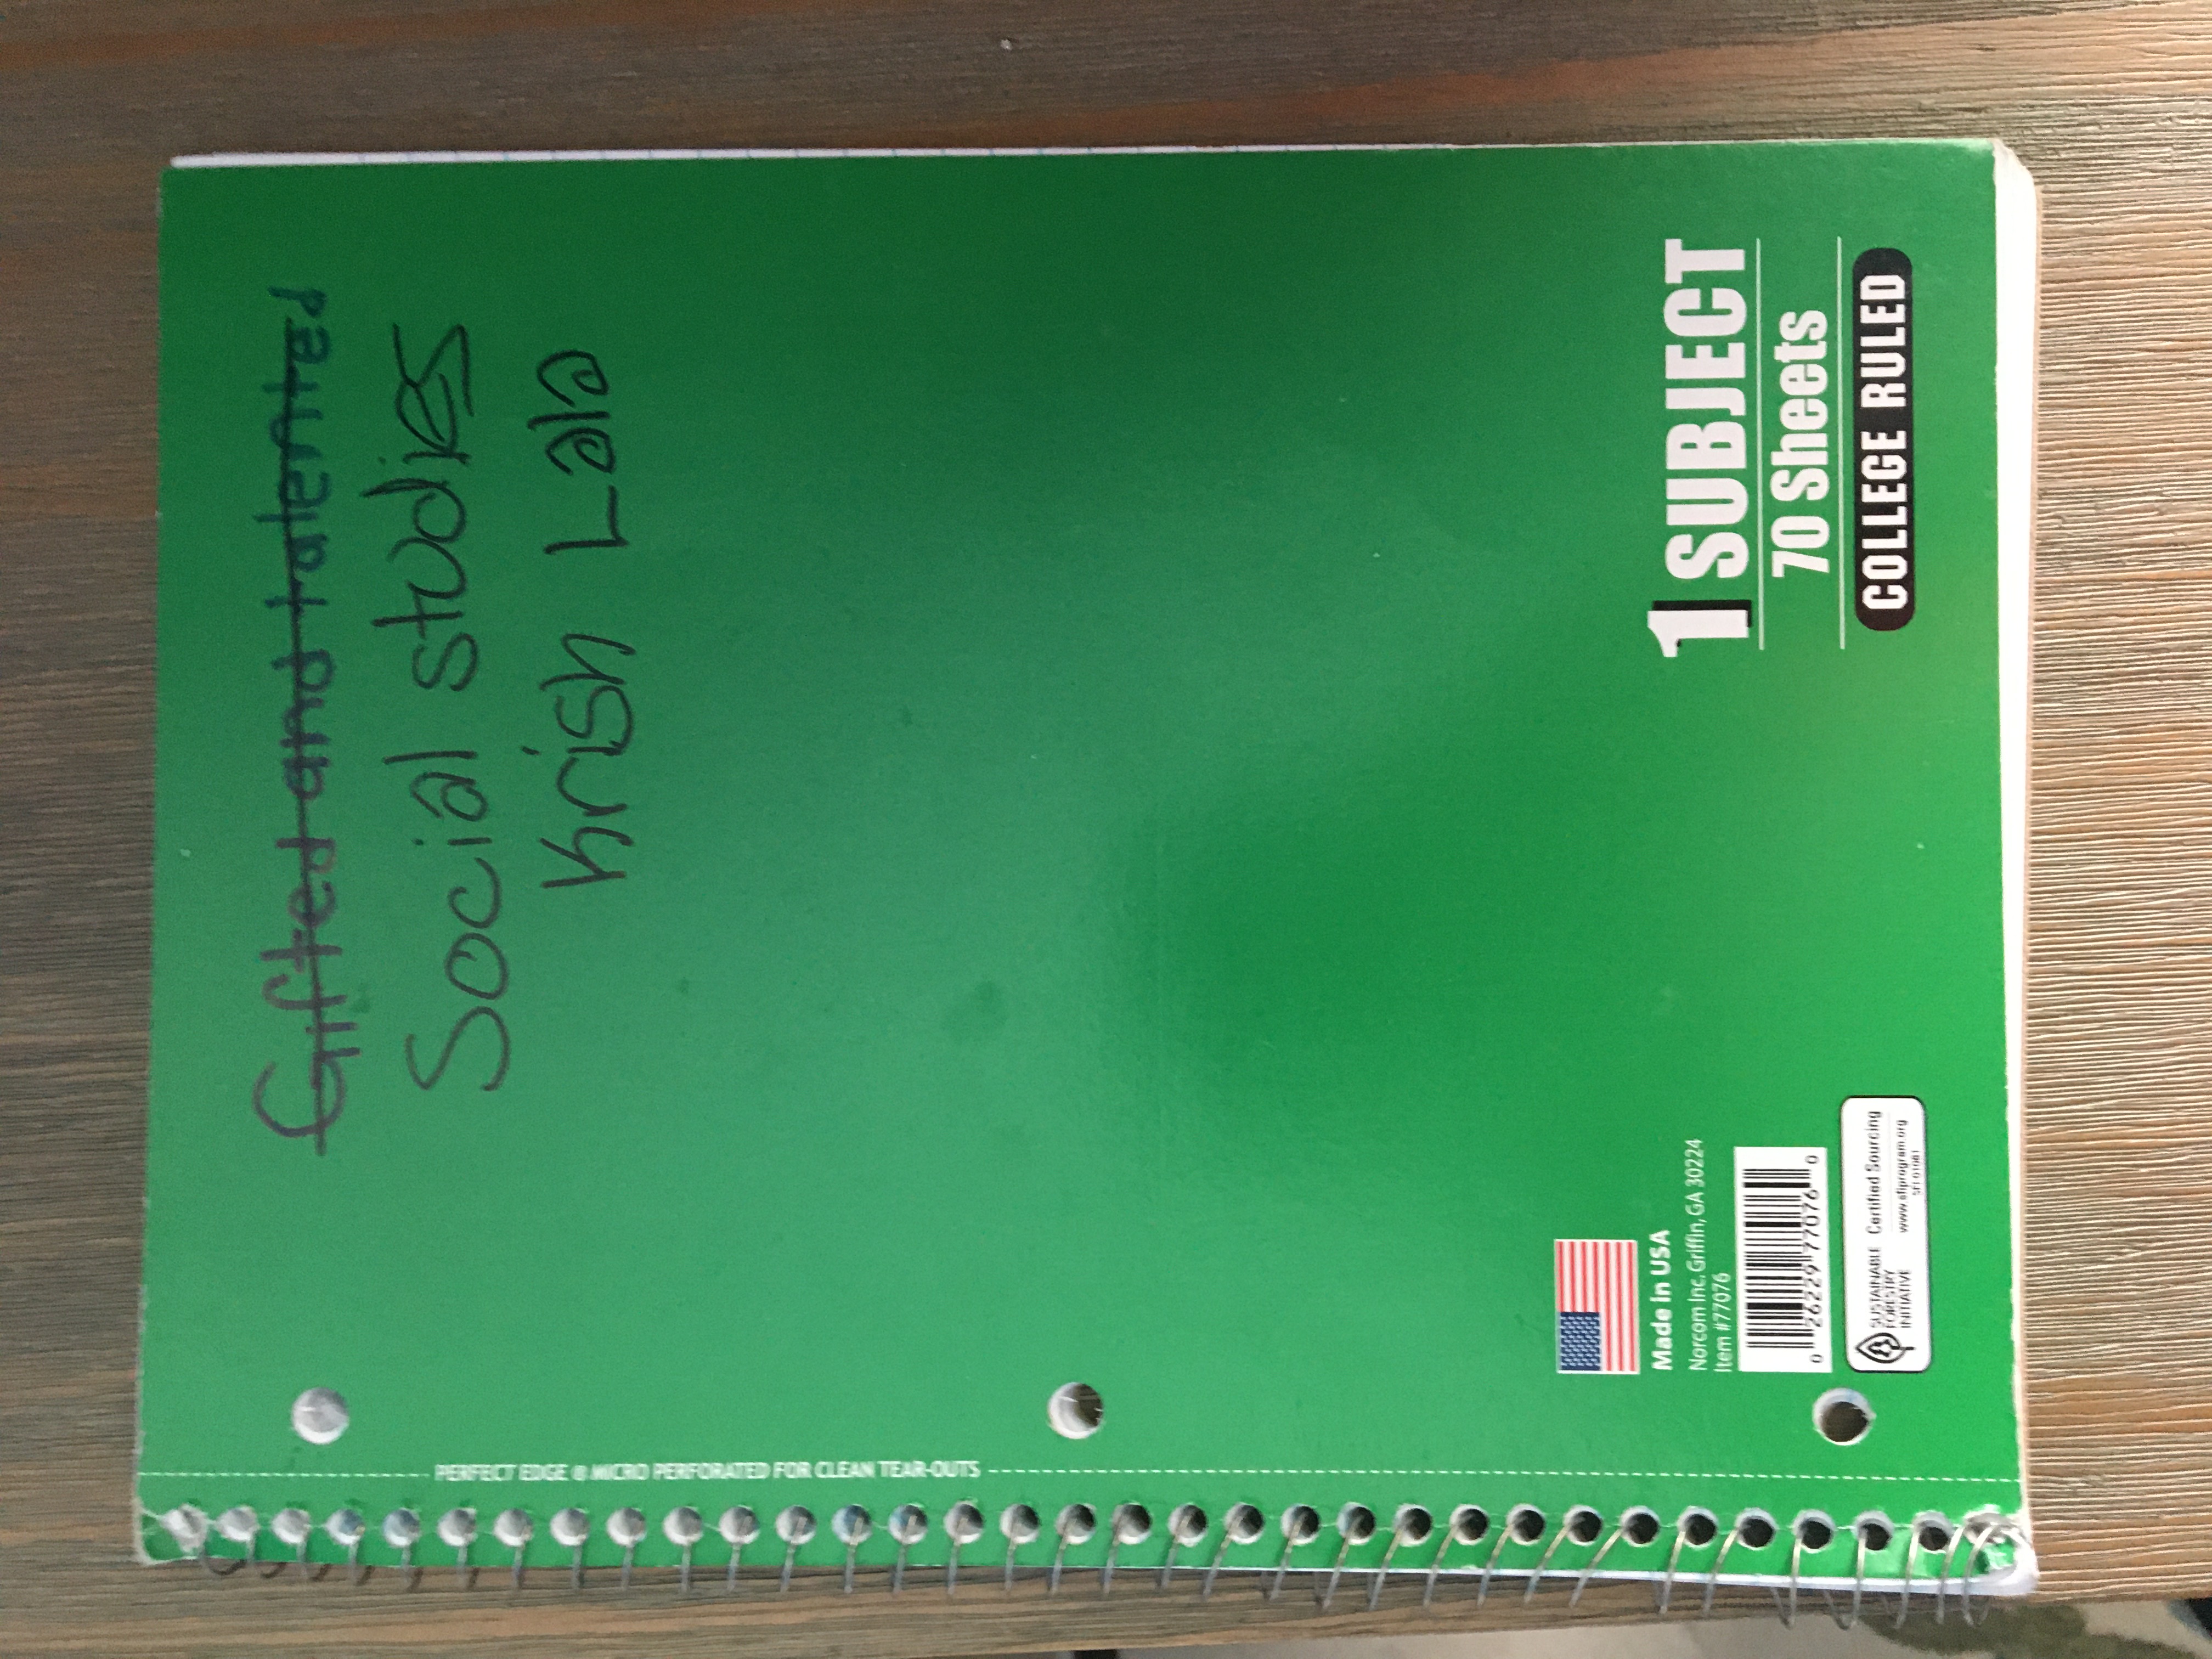 Gifted and talented
Social studies
Krish Lala
1 SUBJECT
70 Sheets
COLLEGE RULED
Made in USA
Norcom Inc. Griffin, GA 30224
Item #77076
0 26229 77076 0
SUSTAINABLE
FORESTRY
INITIATIVE
Certified Sourcing
www.sfiprogram.org
PERFECT EDGE ® MICRO PERFORATED FOR CLEAN TEAR-OUTS